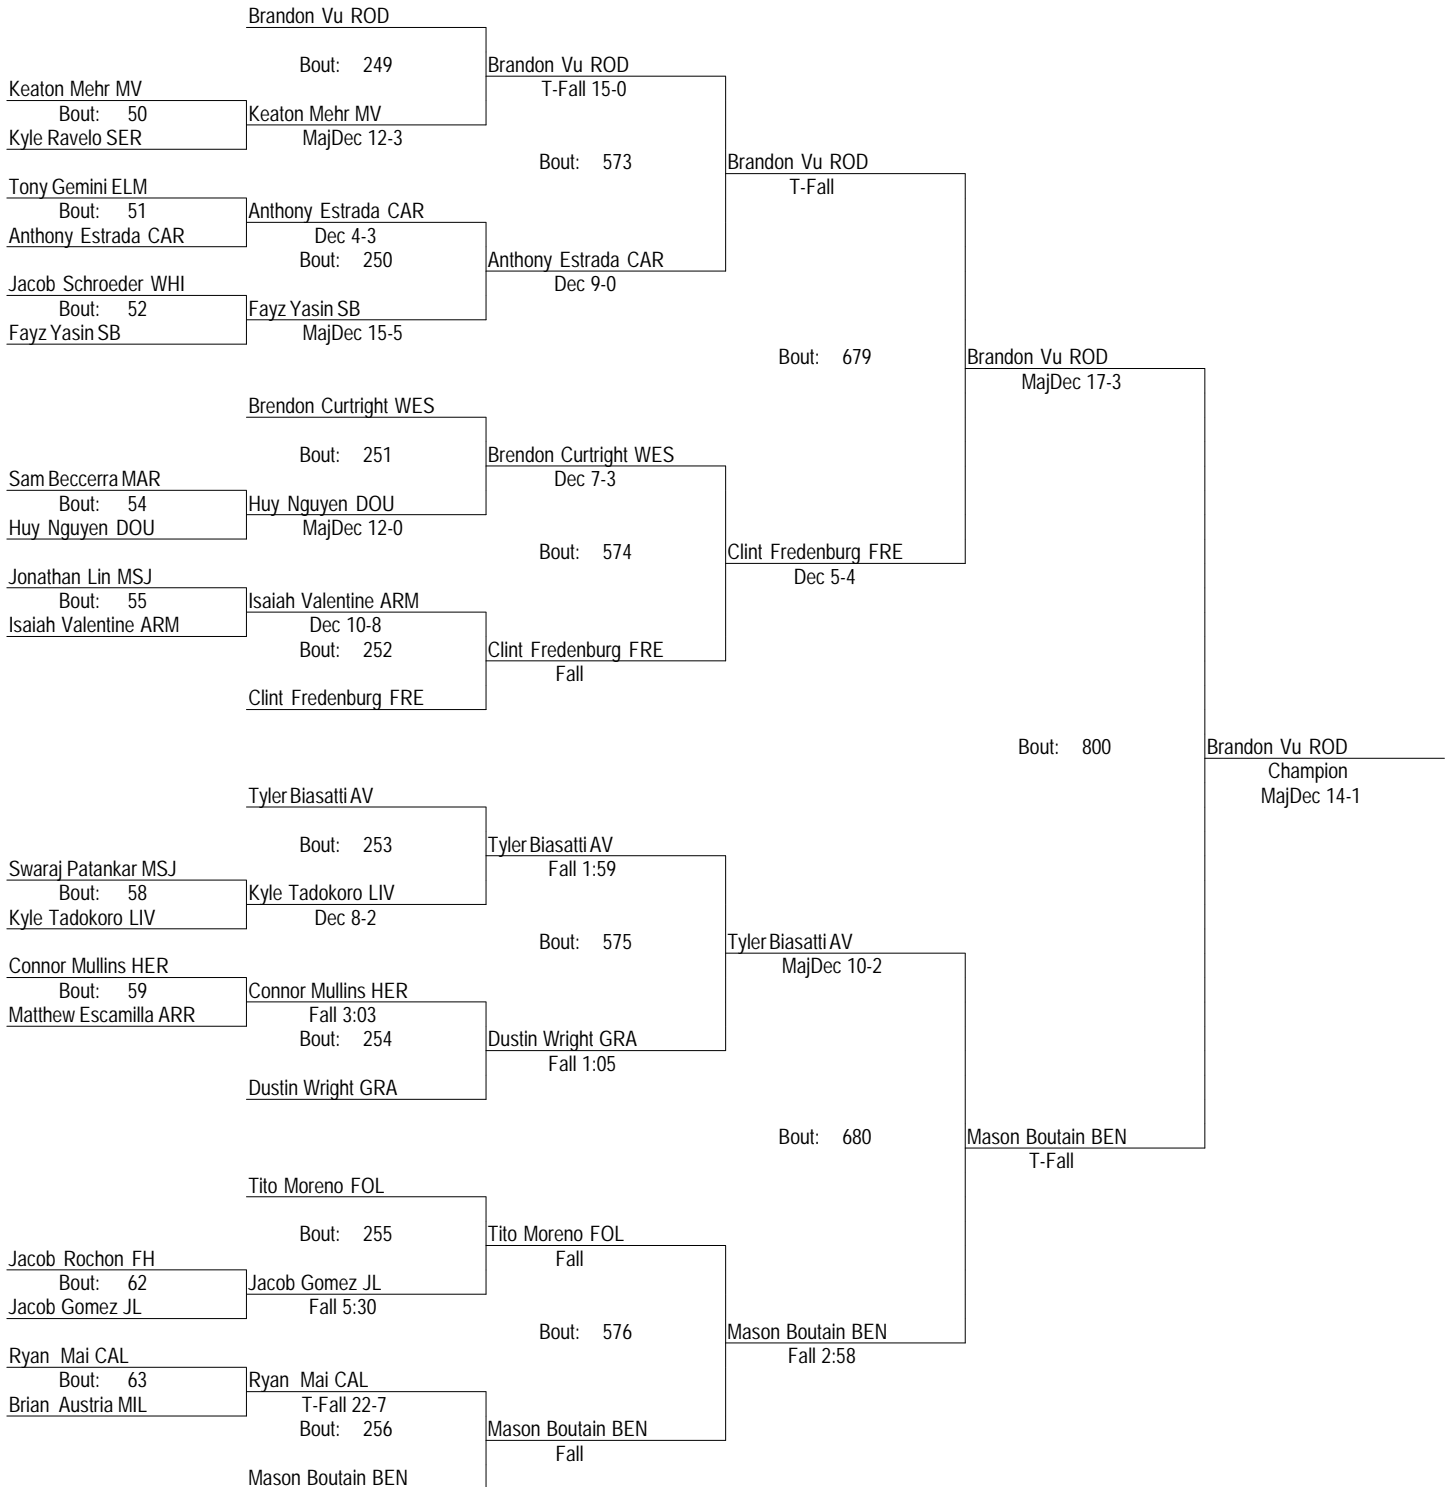 Brandon Vu ROD
Bout: 249
Brandon Vu ROD
T-Fall 15-0
Keaton Mehr MV
Bout: 50
Kyle Ravelo SER
Keaton Mehr MV
MajDec 12-3
Bout: 573
Brandon Vu ROD
T-Fall
Tony Gemini ELM
Bout: 51
Anthony Estrada CAR
Anthony Estrada CAR
Dec 4-3
Bout: 250
Anthony Estrada CAR
Dec 9-0
Jacob Schroeder WHI
Bout: 52
Fayz Yasin SB
Fayz Yasin SB
MajDec 15-5
Bout: 679
Brandon Vu ROD
MajDec 17-3
Brendon Curtright WES
Bout: 251
Brendon Curtright WES
Dec 7-3
Sam Beccerra MAR
Bout: 54
Huy Nguyen DOU
Huy Nguyen DOU
MajDec 12-0
Bout: 574
Clint Fredenburg FRE
Dec 5-4
Jonathan Lin MSJ
Bout: 55
Isaiah Valentine ARM
Isaiah Valentine ARM
Dec 10-8
Bout: 252
Clint Fredenburg FRE
Fall
Clint Fredenburg FRE
Bout: 800
Brandon Vu ROD
Champion
MajDec 14-1
Tyler Biasatti AV
Bout: 253
Tyler Biasatti AV
Fall 1:59
Swaraj Patankar MSJ
Bout: 58
Kyle Tadokoro LIV
Kyle Tadokoro LIV
Dec 8-2
Bout: 575
Tyler Biasatti AV
MajDec 10-2
Connor Mullins HER
Bout: 59
Matthew Escamilla ARR
Connor Mullins HER
Fall 3:03
Bout: 254
Dustin Wright GRA
Fall 1:05
Dustin Wright GRA
Bout: 680
Mason Boutain BEN
T-Fall
Tito Moreno FOL
Bout: 255
Tito Moreno FOL
Fall
Jacob Rochon FH
Bout: 62
Jacob Gomez JL
Jacob Gomez JL
Fall 5:30
Bout: 576
Mason Boutain BEN
Fall 2:58
Ryan Mai CAL
Bout: 63
Brian Austria MIL
Ryan Mai CAL
T-Fall 22-7
Bout: 256
Mason Boutain BEN
Fall
Mason Boutain BEN